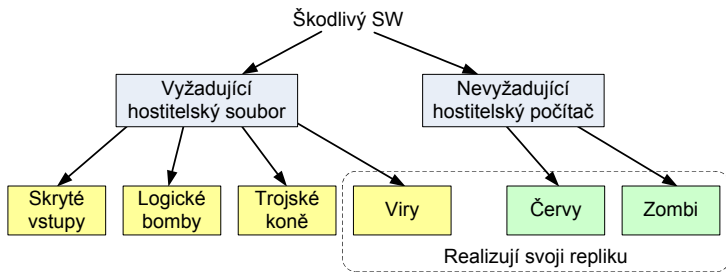 Škodlivý SW
Vyžadující
hostitelský soubor
Nevyžadující
hostitelský počítač
Skryté
vstupy
Logické
bomby
Trojské
koně
Viry
Červy
Zombi
Realizují svoji repliku